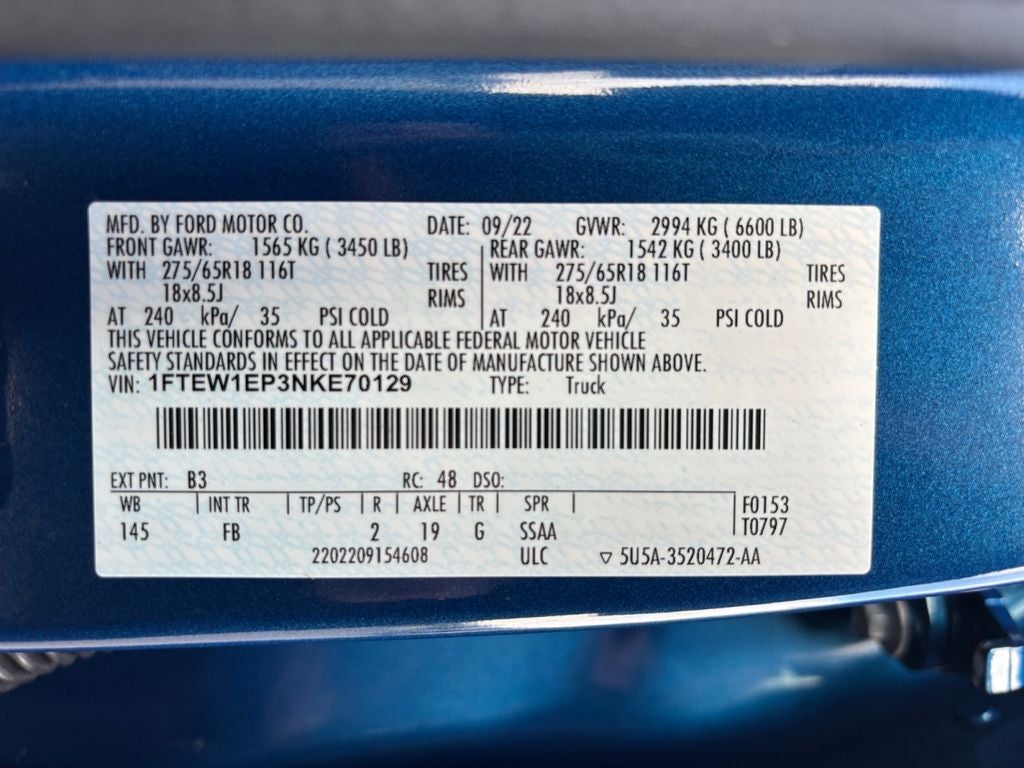 MFD. BY FORD MOTOR CO. DATE: 09/22 GVWR: 2994 KG ( 6600 LB)
FRONT GAWR: 1565 KG ( 3450 LB) REAR GAWR: 1542 KG ( 3400 LB)
WITH 275/65R18 116T TIRES WITH 275/65R18 116T TIRES
18x8.5J RIMS 18x8.5J RIMS
AT 240 kPa/ 35 PSI COLD AT 240 kPa/ 35 PSI COLD
THIS VEHICLE CONFORMS TO ALL APPLICABLE FEDERAL MOTOR VEHICLE
SAFETY STANDARDS IN EFFECT ON THE DATE OF MANUFACTURE SHOWN ABOVE.
VIN: 1FTEW1EP3NKE70129 TYPE: Truck
EXT PNT: B3 RC: 48 DSO:
WB INT TR TP/PS R AXLE TR SPR F0153
145 FB 2 19 G SSAA T0797
2202209154608 ULC ▽ 5U5A-3520472-AA